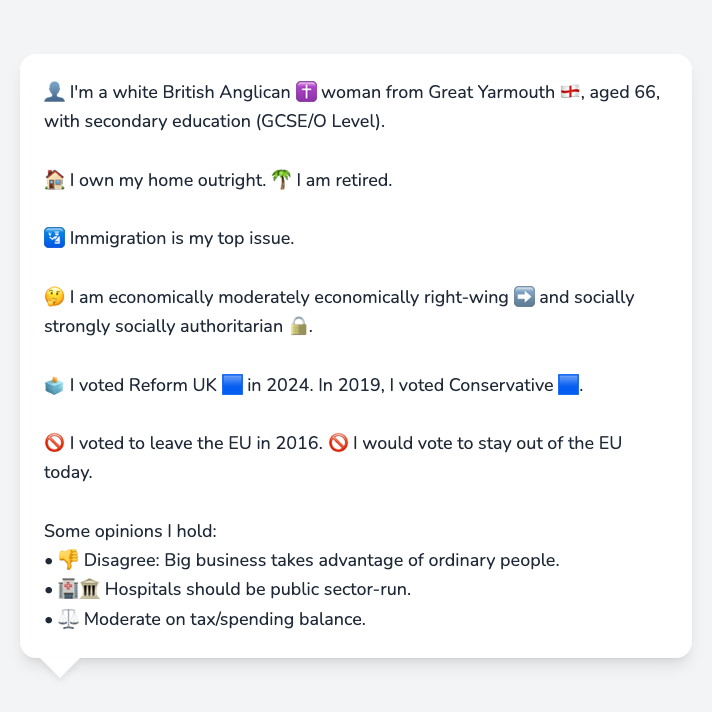 👤 I'm a white British Anglican ✝️ woman from Great Yarmouth 🏴󠁧󠁢󠁥󠁮󠁧󠁿, aged 66,
with secondary education (GCSE/O Level).
🏠 I own my home outright. 🌴 I am retired.
🛂 Immigration is my top issue.
🤔 I am economically moderately economically right-wing ➡️ and socially
strongly socially authoritarian 🔒.
🗳️ I voted Reform UK 🟦 in 2024. In 2019, I voted Conservative 🟦.
🚫 I voted to leave the EU in 2016. 🚫 I would vote to stay out of the EU
today.
Some opinions I hold:
• 👎 Disagree: Big business takes advantage of ordinary people.
• 🏥🏛️ Hospitals should be public sector-run.
• ⚖️ Moderate on tax/spending balance.